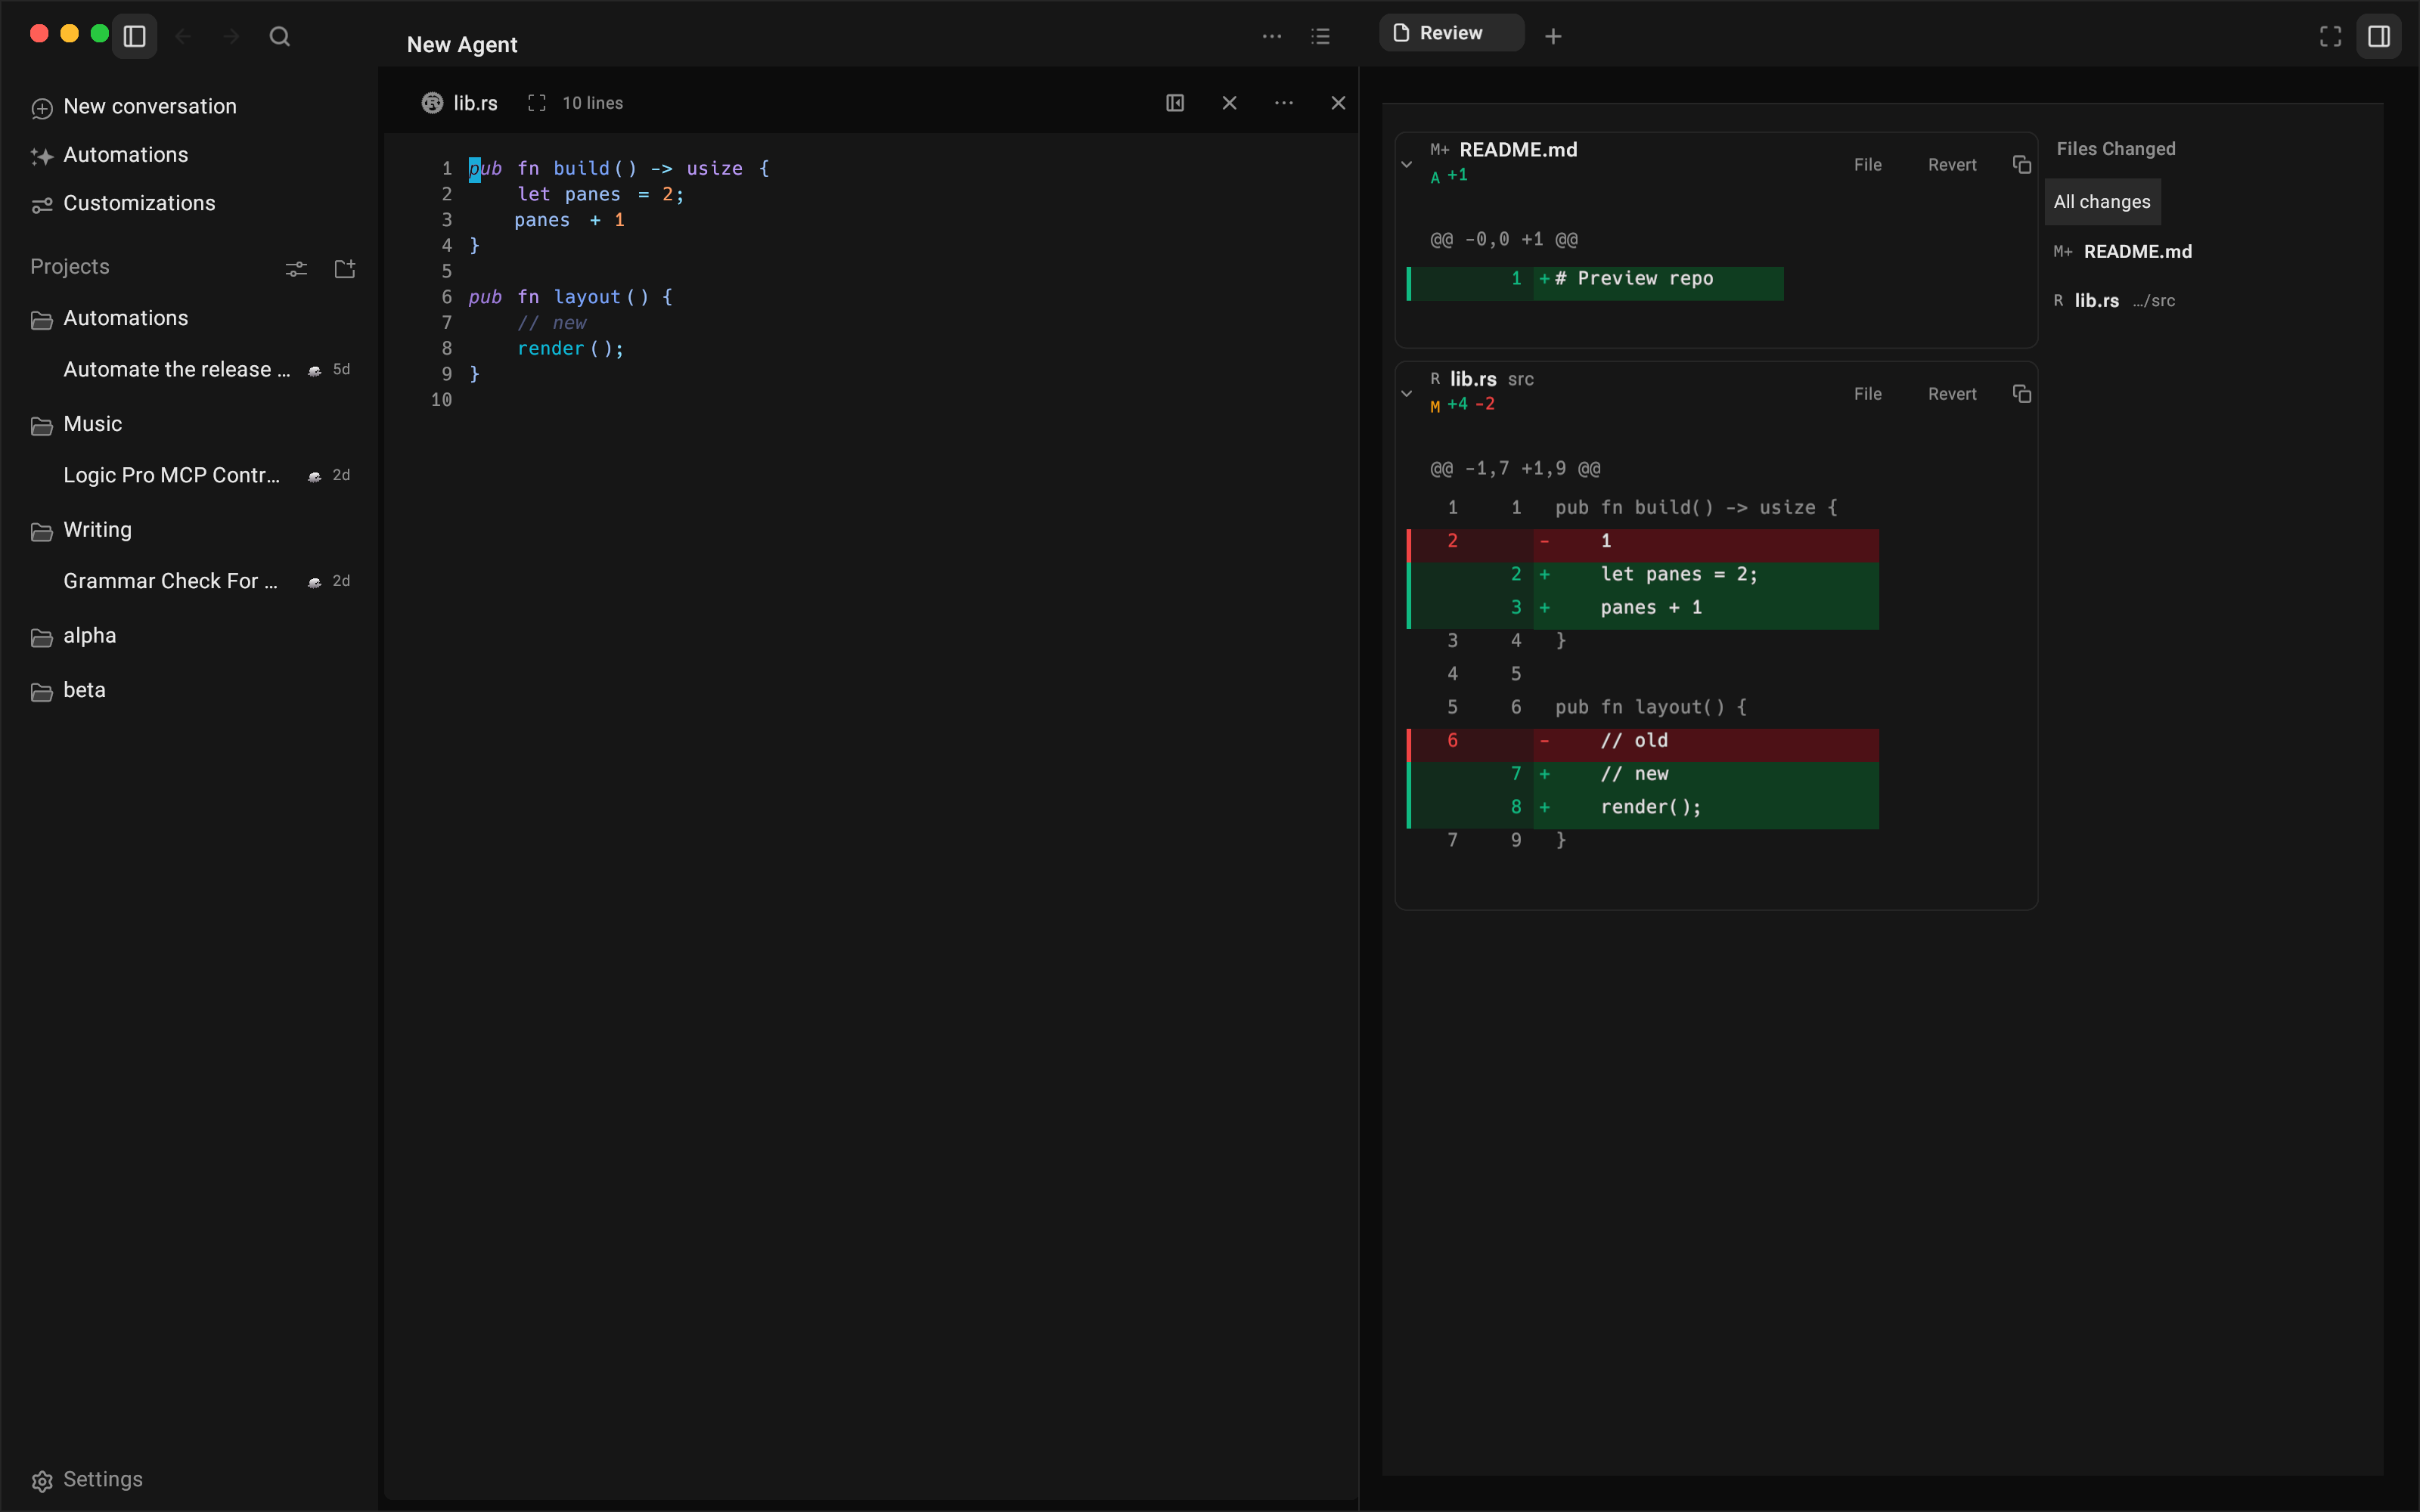 New Agent
Review
New conversation
Automations
Customizations
Projects
Automations
Automate the release ... 5d
Music
Logic Pro MCP Contr... 2d
Writing
Grammar Check For ... 2d
alpha
beta
Settings
lib.rs 10 lines
1 pub fn build() -> usize {
2     let panes = 2;
3     panes + 1
4 }
5
6 pub fn layout() {
7     // new
8     render();
9 }
10
M+ README.md
A +1
File Revert
@@ -0,0 +1 @@
1 +# Preview repo
R lib.rs src
M +4 -2
File Revert
@@ -1,7 +1,9 @@
1 1 pub fn build() -> usize {
2 -     1
2 +     let panes = 2;
3 +     panes + 1
3 4 }
4 5
5 6 pub fn layout() {
6 -     // old
7 +     // new
8 +     render();
7 9 }
Files Changed
All changes
M+ README.md
R lib.rs .../src